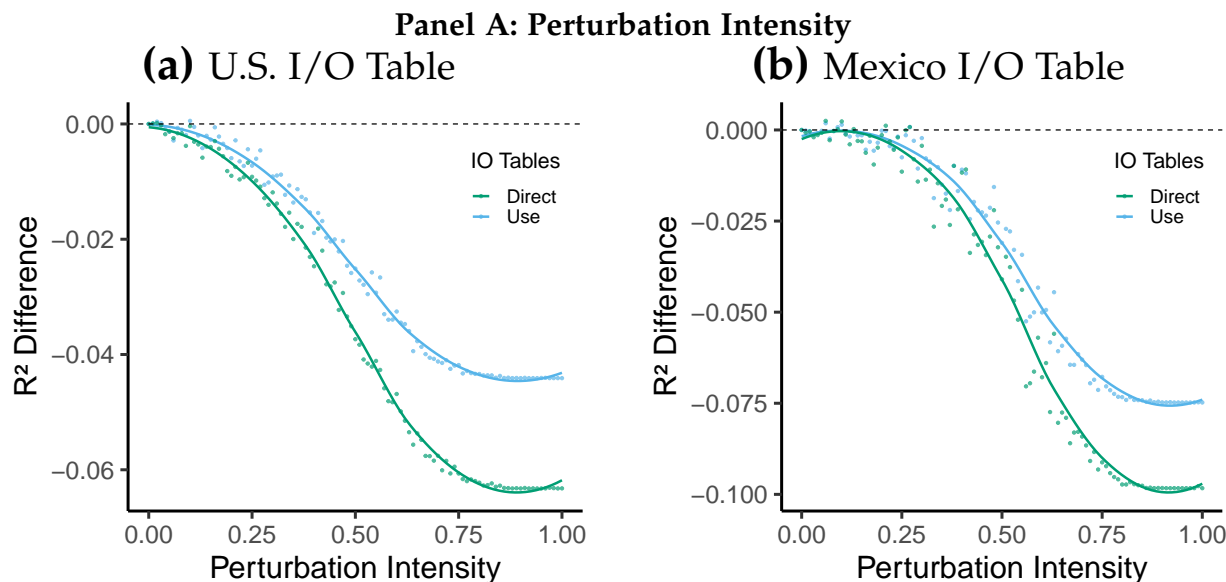 Panel A: Perturbation Intensity
(a) U.S. I/O Table
0.00
−0.02
−0.04
−0.06
R² Difference
IO Tables
Direct
Use
0.00 0.25 0.50 0.75 1.00
Perturbation Intensity
(b) Mexico I/O Table
0.000
−0.025
−0.050
−0.075
−0.100
R² Difference
IO Tables
Direct
Use
0.00 0.25 0.50 0.75 1.00
Perturbation Intensity